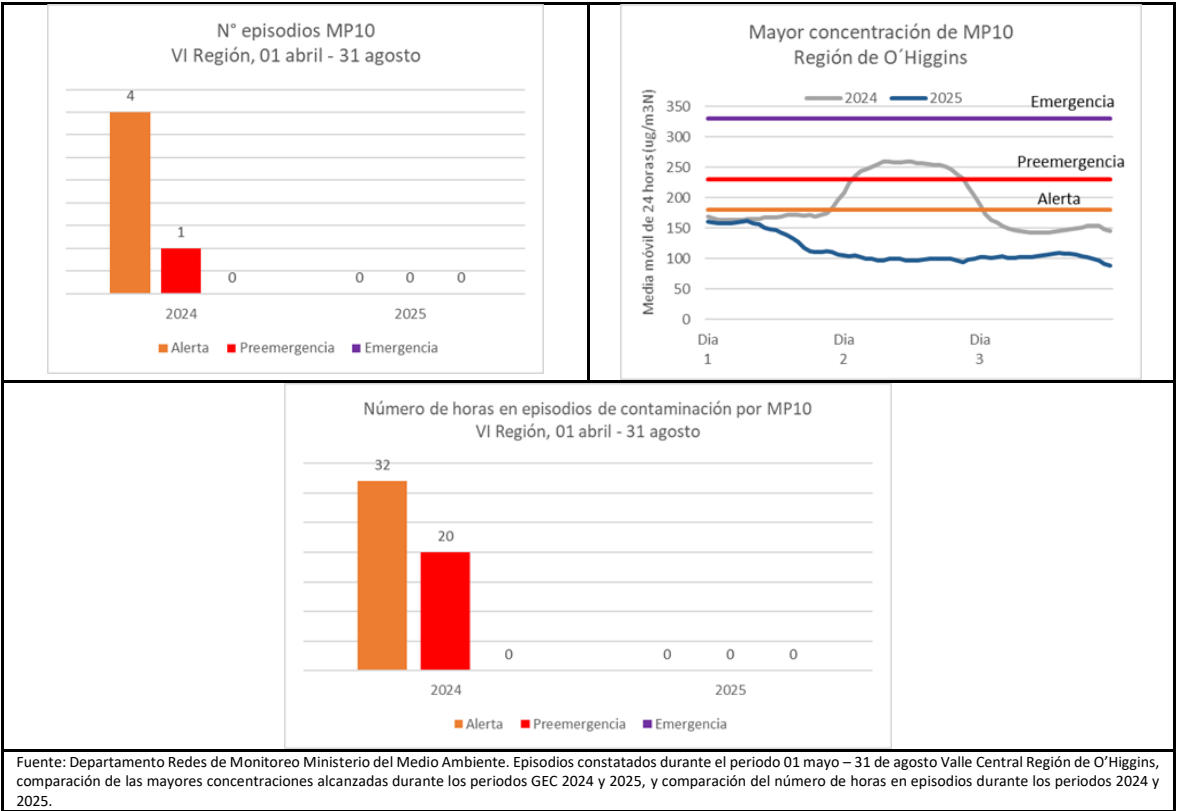 N° episodios MP10
VI Región, 01 abril - 31 agosto
4
1
0
0
0
0
2024
2025
Alerta
Preemergencia
Emergencia
Mayor concentración de MP10
Región de O´Higgins
Media móvil de 24 horas (ug/m3N)
2024
2025
350
300
250
200
150
100
50
0
Emergencia
Preemergencia
Alerta
Dia
1
Dia
2
Dia
3
Número de horas en episodios de contaminación por MP10
VI Región, 01 abril - 31 agosto
32
20
0
0
0
0
2024
2025
Alerta
Preemergencia
Emergencia
Fuente: Departamento Redes de Monitoreo Ministerio del Medio Ambiente. Episodios constatados durante el periodo 01 mayo – 31 de agosto Valle Central Región de O’Higgins,
comparación de las mayores concentraciones alcanzadas durante los periodos GEC 2024 y 2025, y comparación del número de horas en episodios durante los periodos 2024 y
2025.